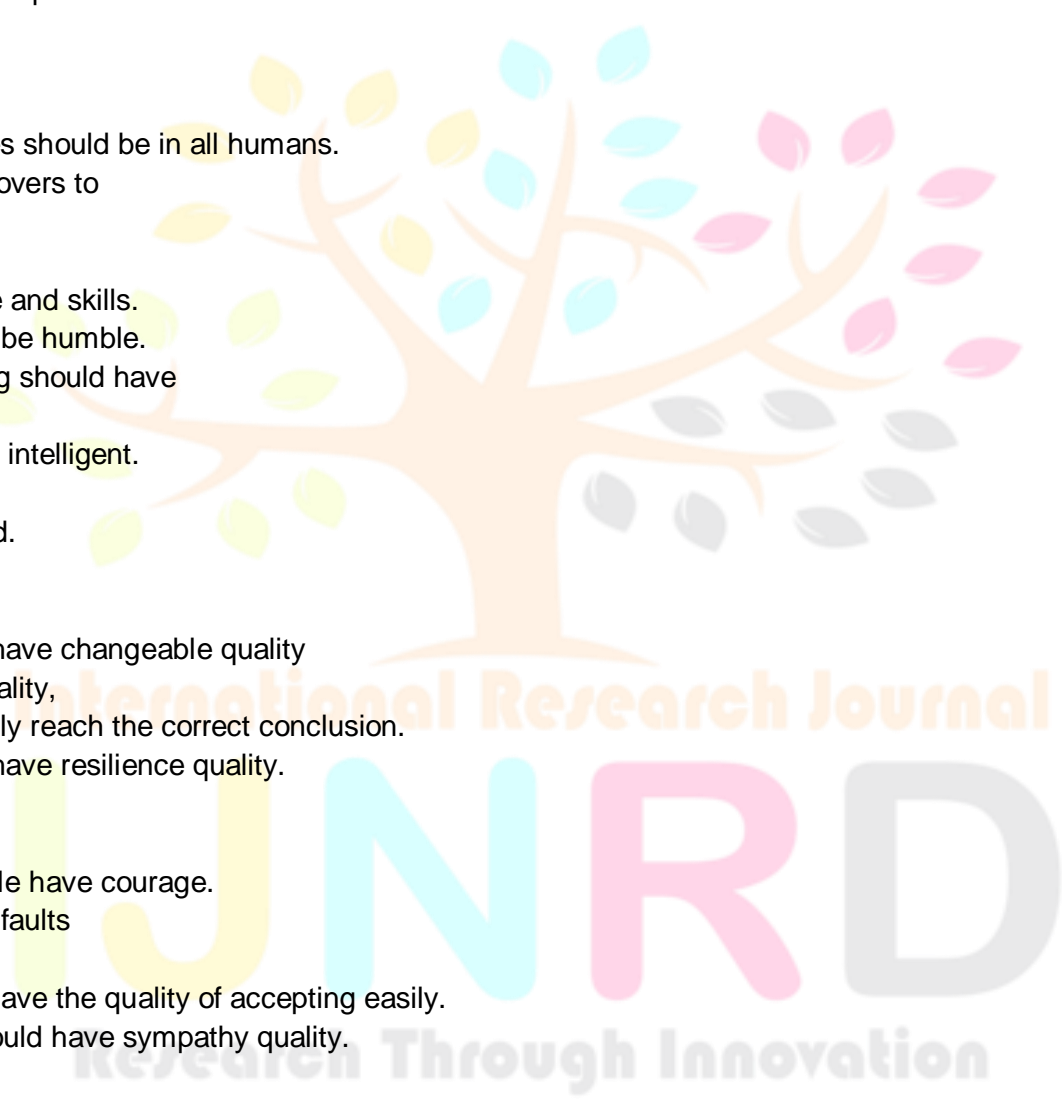 s should be in all humans.
overs to
e and skills.
be humble.
g should have
intelligent.
d.
have changeable quality
ality,
ly reach the correct conclusion.
have resilience quality.
le have courage.
faults
ave the quality of accepting easily.
ould have sympathy quality.
International Research Journal
IJNRD
Research Through Innovation